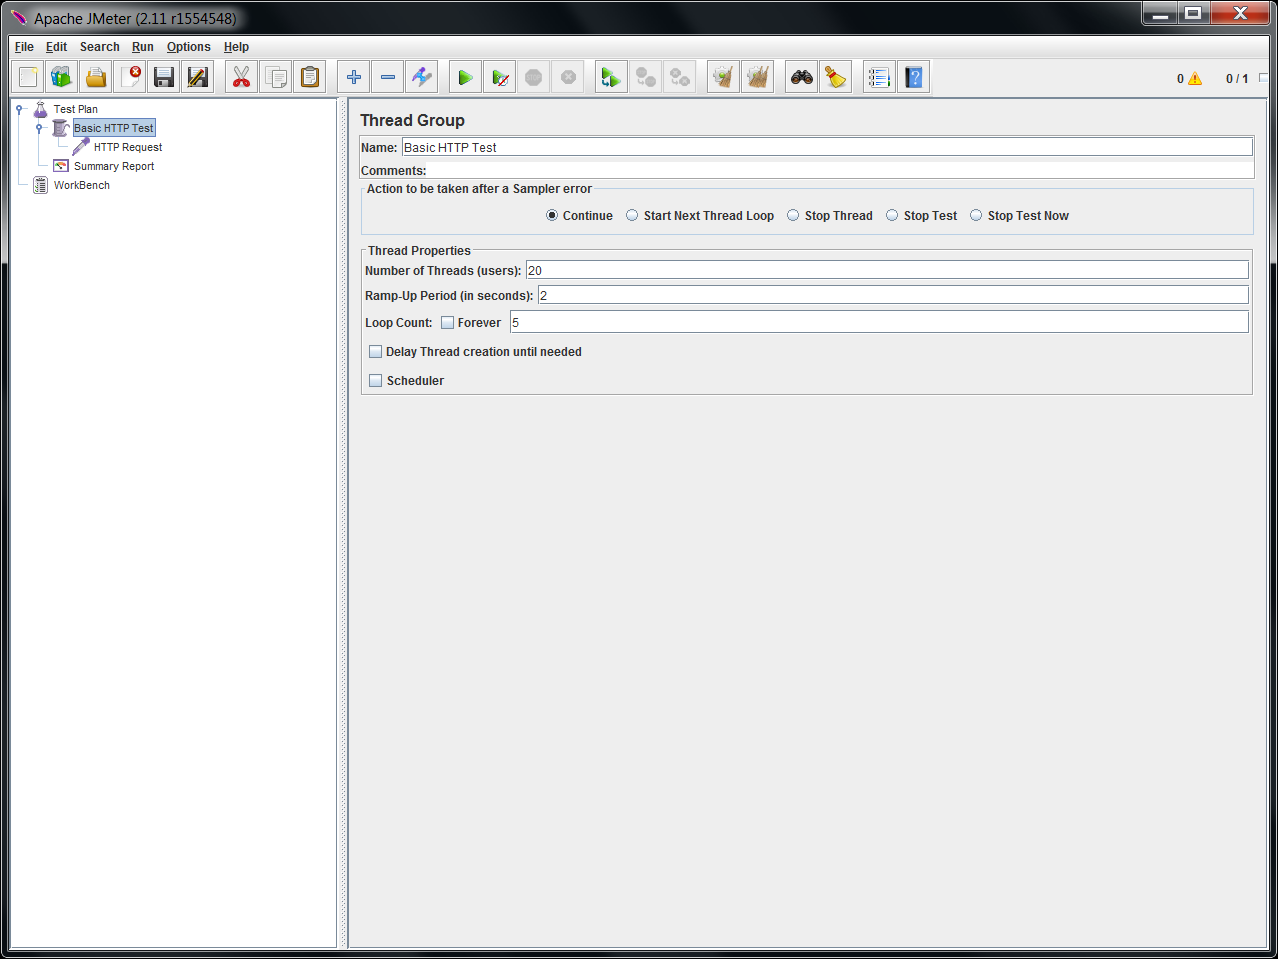 Apache JMeter (2.11 r1554548)
File Edit Search Run Options Help
0 0 / 1
Test Plan
Basic HTTP Test
HTTP Request
Summary Report
WorkBench
Thread Group
Name: Basic HTTP Test
Comments:
Action to be taken after a Sampler error
Continue Start Next Thread Loop Stop Thread Stop Test Stop Test Now
Thread Properties
Number of Threads (users): 20
Ramp-Up Period (in seconds): 2
Loop Count: Forever 5
Delay Thread creation until needed
Scheduler